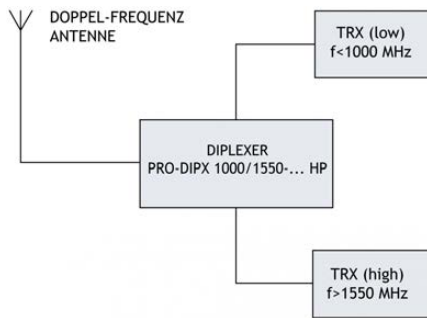 DOPPEL-FREQUENZ
ANTENNE
TRX (low)
f<1000 MHz
DIPLEXER
PRO-DIPX 1000/1550-... HP
TRX (high)
f>1550 MHz